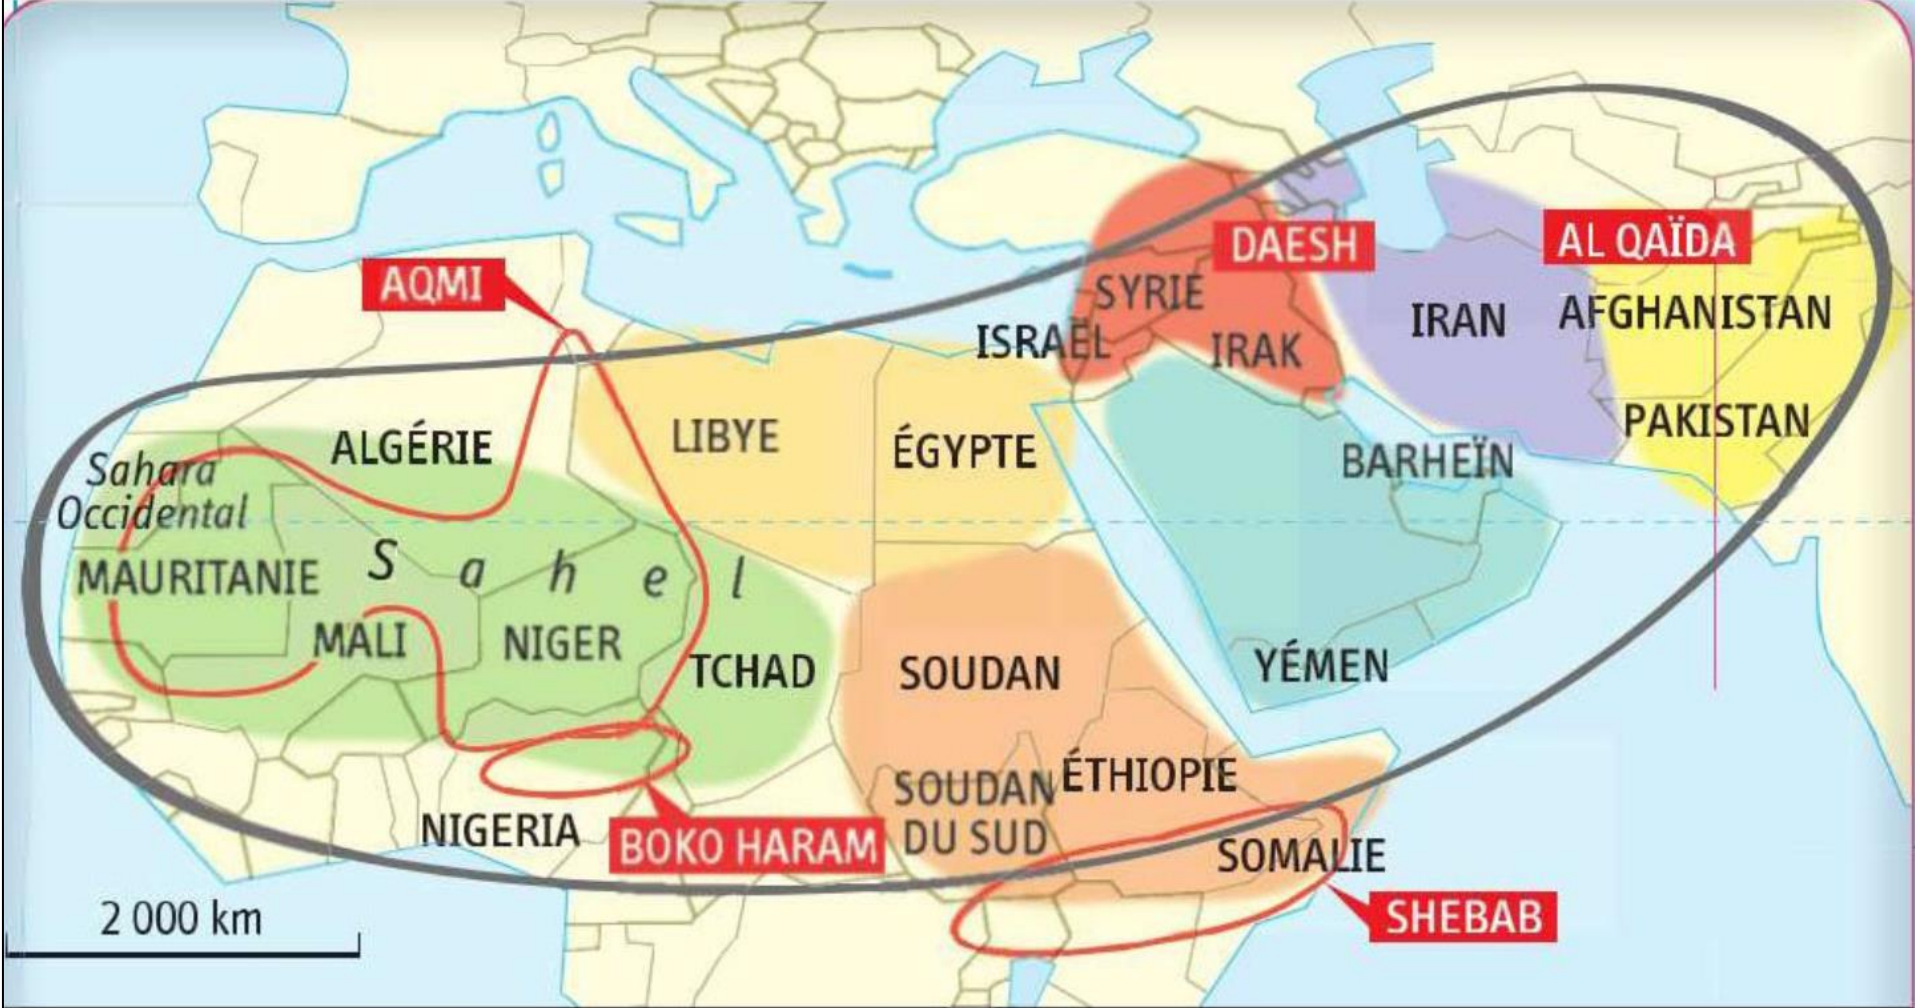 AQMI
DAESH
AL QAÏDA
SYRIE
ISRAËL
IRAK
IRAN
AFGHANISTAN
PAKISTAN
ALGÉRIE
LIBYE
ÉGYPTE
BARHEÏN
Sahara
Occidental
MAURITANIE
Sahel
MALI
NIGER
TCHAD
SOUDAN
YÉMEN
SOUDAN
DU SUD
ÉTHIOPIE
NIGERIA
BOKO HARAM
SOMALIE
SHEBAB
2 000 km